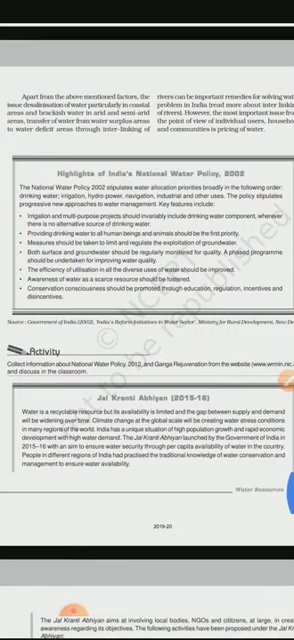 Apart from the above mentioned factors, the
issue desalinisation of water particularly in coastal
areas and brackish water in arid and semi-arid
areas, transfer of water from water surplus areas
to water deficit areas through inter-linking of
rivers can be important remedies for solving wat
problem in India (read more about inter linki
of rivers). However, the most important issue fro
the point of view of individual users, househo
and communities is pricing of water.
Highlights of India's National Water Policy, 2002
The National Water Policy 2002 stipulates water allocation priorities broadly in the following order:
drinking water; irrigation, hydro-power, navigation, industrial and other uses. The policy stipulates
progressive new approaches to water management. Key features include:
• Irrigation and multi-purpose projects should invariably include drinking water component, wherever
there is no alternative source of drinking water.
• Providing drinking water to all human beings and animals should be the first priority.
• Measures should be taken to limit and regulate the exploitation of groundwater.
• Both surface and groundwater should be regularly monitored for quality. A phased programme
should be undertaken for improving water quality.
• The efficiency of utilisation in all the diverse uses of water should be improved.
• Awareness of water as a scarce resource should be fostered.
• Conservation consciousness should be promoted through education, regulation, incentives and
disincentives.
Source : Government of India (2002), 'India's Reform Initiatives in Water Sector', Ministry for Rural Development, New De
Activity
Collect information about National Water Policy, 2012, and Ganga Rejuvenation from the website (www.wrmin.nic.
and discuss in the classroom.
Jal Kranti Abhiyan (2015-16)
Water is a recyclable resource but its availability is limited and the gap between supply and demand
will be widening over time. Climate change at the global scale will be creating water stress conditions
in many regions of the world. India has a unique situation of high population growth and rapid economic
development with high water demand. The Jal Kranti Abhiyan launched by the Government of India in
2015–16 with an aim to ensure water security through per capita availability of water in the country.
People in different regions of India had practised the traditional knowledge of water conservation and
management to ensure water availability.
Water Resources
2019-20
The Jal Kranti Abhiyan aims at involving local bodies, NGOs and citizens, at large, in crea
awareness regarding its objectives. The following activities have been proposed under the Jal Kr
Abhiyan:
© NCERT
not to be republished